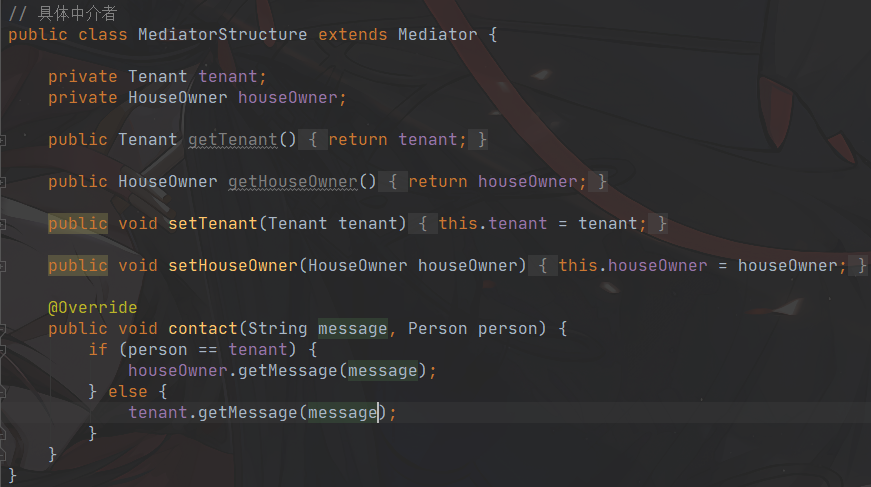 // 具体中介者
public class MediatorStructure extends Mediator {
private Tenant tenant;
private HouseOwner houseOwner;
public Tenant getTenant() { return tenant; }
public HouseOwner getHouseOwner() { return houseOwner; }
public void setTenant(Tenant tenant) { this.tenant = tenant; }
public void setHouseOwner(HouseOwner houseOwner) { this.houseOwner = houseOwner; }
@Override
public void contact(String message, Person person) {
if (person == tenant) {
houseOwner.getMessage(message);
} else {
tenant.getMessage(message);
}
}
}